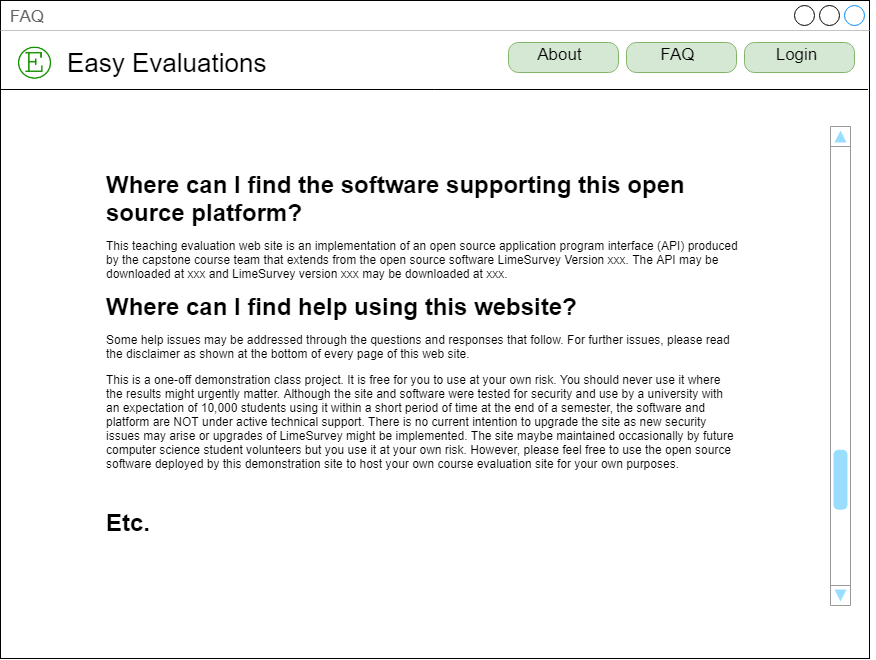 FAQ
E Easy Evaluations About FAQ Login
Where can I find the software supporting this open
source platform?
This teaching evaluation web site is an implementation of an open source application program interface (API) produced
by the capstone course team that extends from the open source software LimeSurvey Version xxx. The API may be
downloaded at xxx and LimeSurvey version xxx may be downloaded at xxx.
Where can I find help using this website?
Some help issues may be addressed through the questions and responses that follow. For further issues, please read
the disclaimer as shown at the bottom of every page of this web site.
This is a one-off demonstration class project. It is free for you to use at your own risk. You should never use it where
the results might urgently matter. Although the site and software were tested for security and use by a university with
an expectation of 10,000 students using it within a short period of time at the end of a semester, the software and
platform are NOT under active technical support. There is no current intention to upgrade the site as new security
issues may arise or upgrades of LimeSurvey might be implemented. The site maybe maintained occasionally by future
computer science student volunteers but you use it at your own risk. However, please feel free to use the open source
software deployed by this demonstration site to host your own course evaluation site for your own purposes.
Etc.